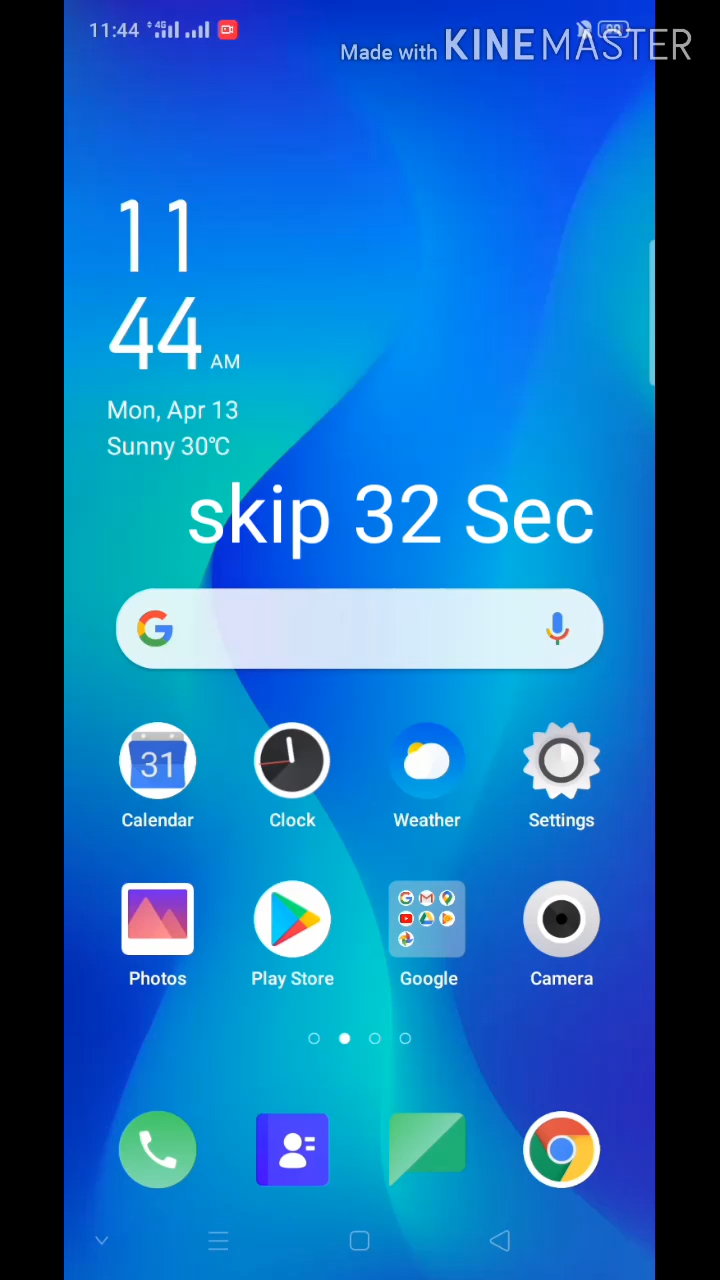 11:44 4G
Made with KINEMASTER
11
44 AM
Mon, Apr 13
Sunny 30℃
skip 32 Sec
31
Calendar Clock Weather Settings
Photos Play Store Google Camera